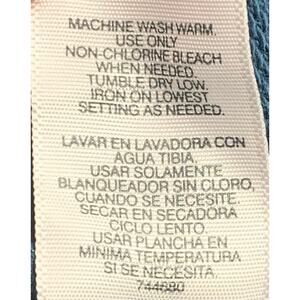 MACHINE WASH WARM.
USE ONLY
NON-CHLORINE BLEACH
WHEN NEEDED.
TUMBLE DRY LOW.
IRON ON LOWEST
SETTING AS NEEDED.
LAVAR EN LAVADORA CON
AGUA TIBIA.
USAR SOLAMENTE
BLANQUEADOR SIN CLORO,
CUANDO SE NECESITE.
SECAR EN SECADORA
CICLO LENTO.
USAR PLANCHA EN
MINIMA TEMPERATURA
SI SE NECESITA.
744680